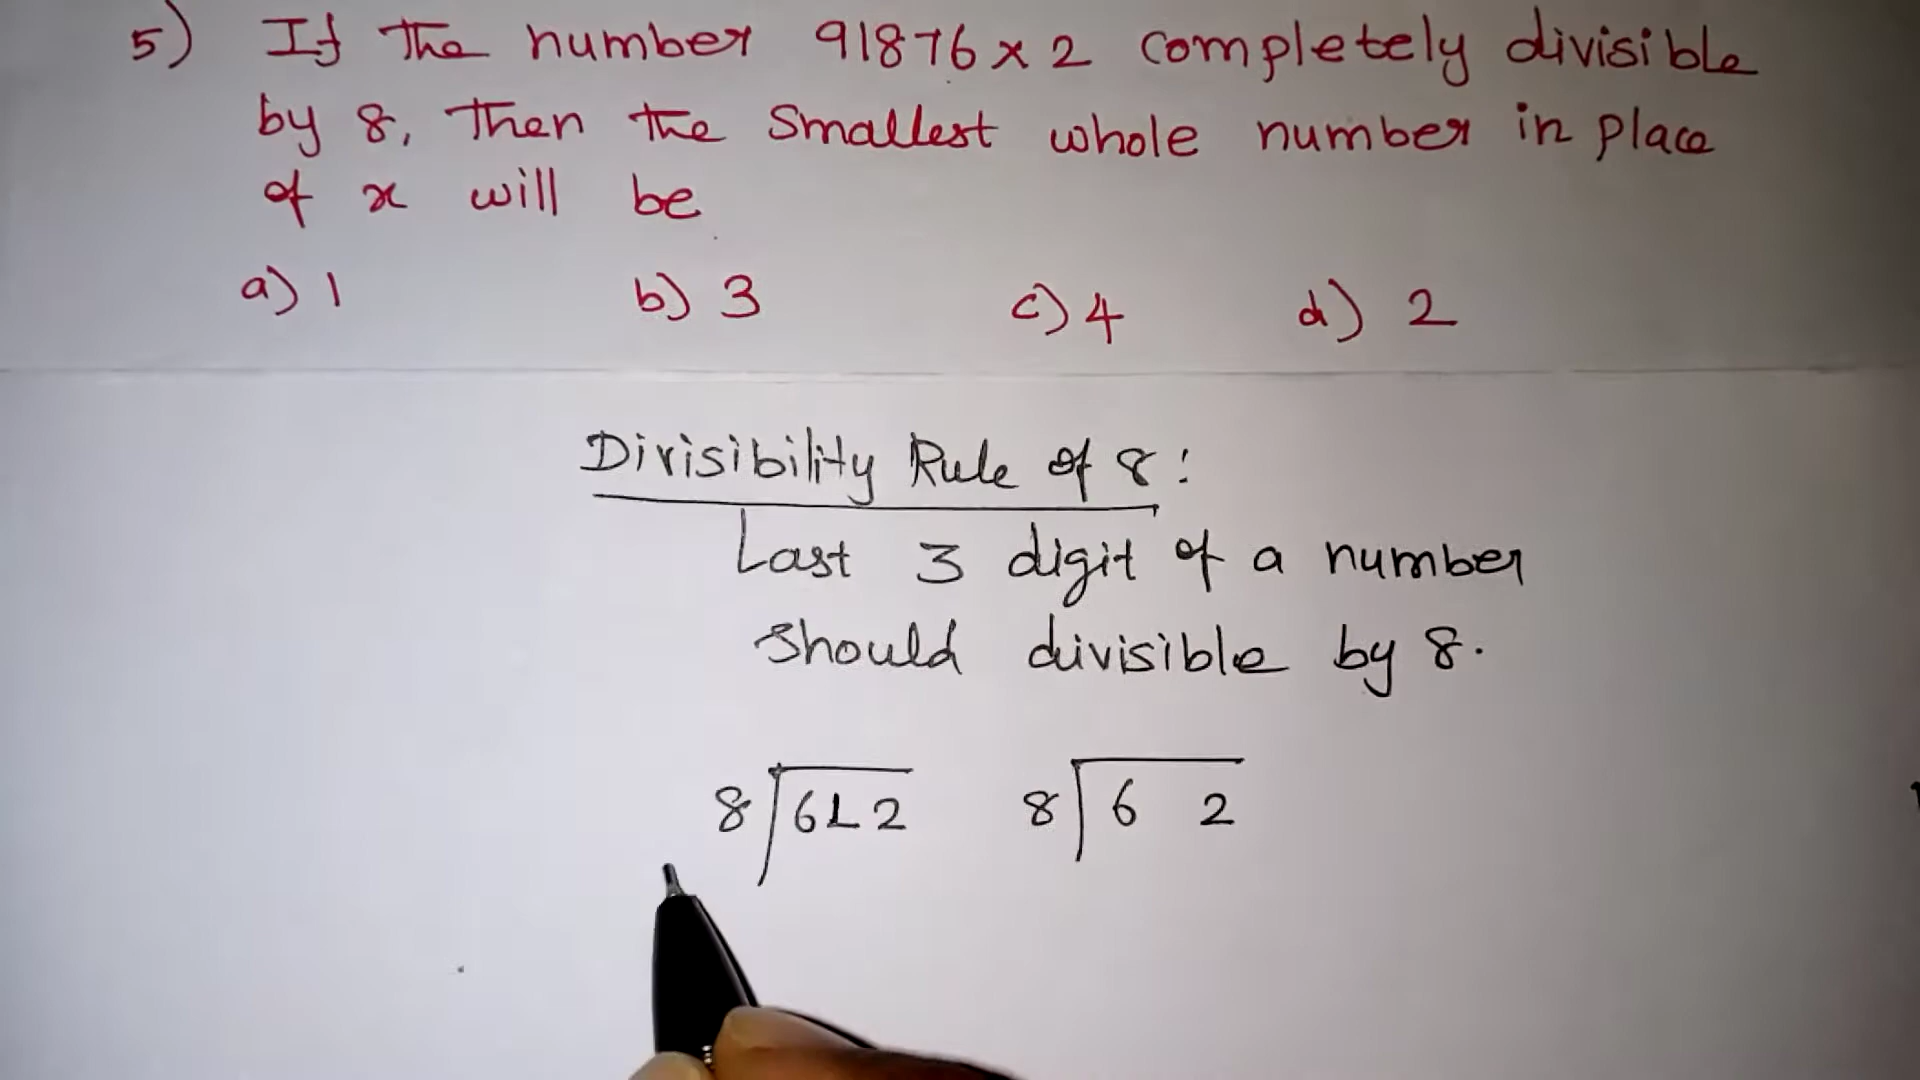 5) If the number 91876x2 completely divisible
by 8, then the smallest whole number in place
of x will be
a) 1 b) 3 c) 4 d) 2
Divisibility Rule of 8:
Last 3 digit of a number
should divisible by 8.
8 612 8 6 2